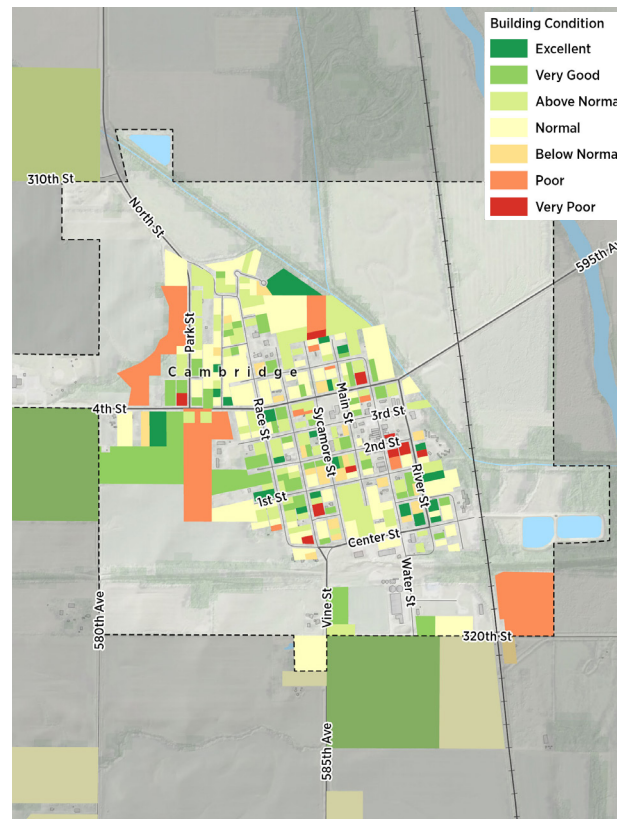 Building Condition
Excellent
Very Good
Above Norma
Normal
Below Norma
Poor
Very Poor
310th St
North St
595th Av
Park St
Cambridge
4th St
Race St
Sycamore St
Main St
3rd St
2nd St
River St
1st St
Center St
Water St
Vine St
580th Ave
320th St
585th Ave